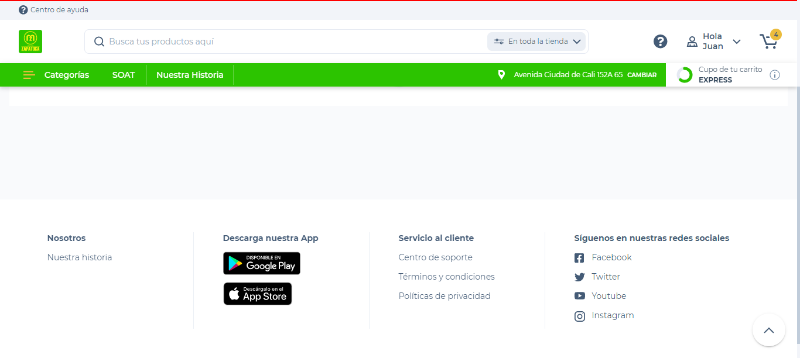 Centro de ayuda
Busca tus productos aquí
En toda la tienda
Hola
Juan
4
Categorías
SOAT
Nuestra Historia
Avenida Ciudad de Cali 152A 65 CAMBIAR
Cupo de tu carrito
EXPRESS
Nosotros
Nuestra historia
Descarga nuestra App
DISPONIBLE EN
Google Play
Descárgalo en el
App Store
Servicio al cliente
Centro de soporte
Términos y condiciones
Políticas de privacidad
Síguenos en nuestras redes sociales
Facebook
Twitter
Youtube
Instagram